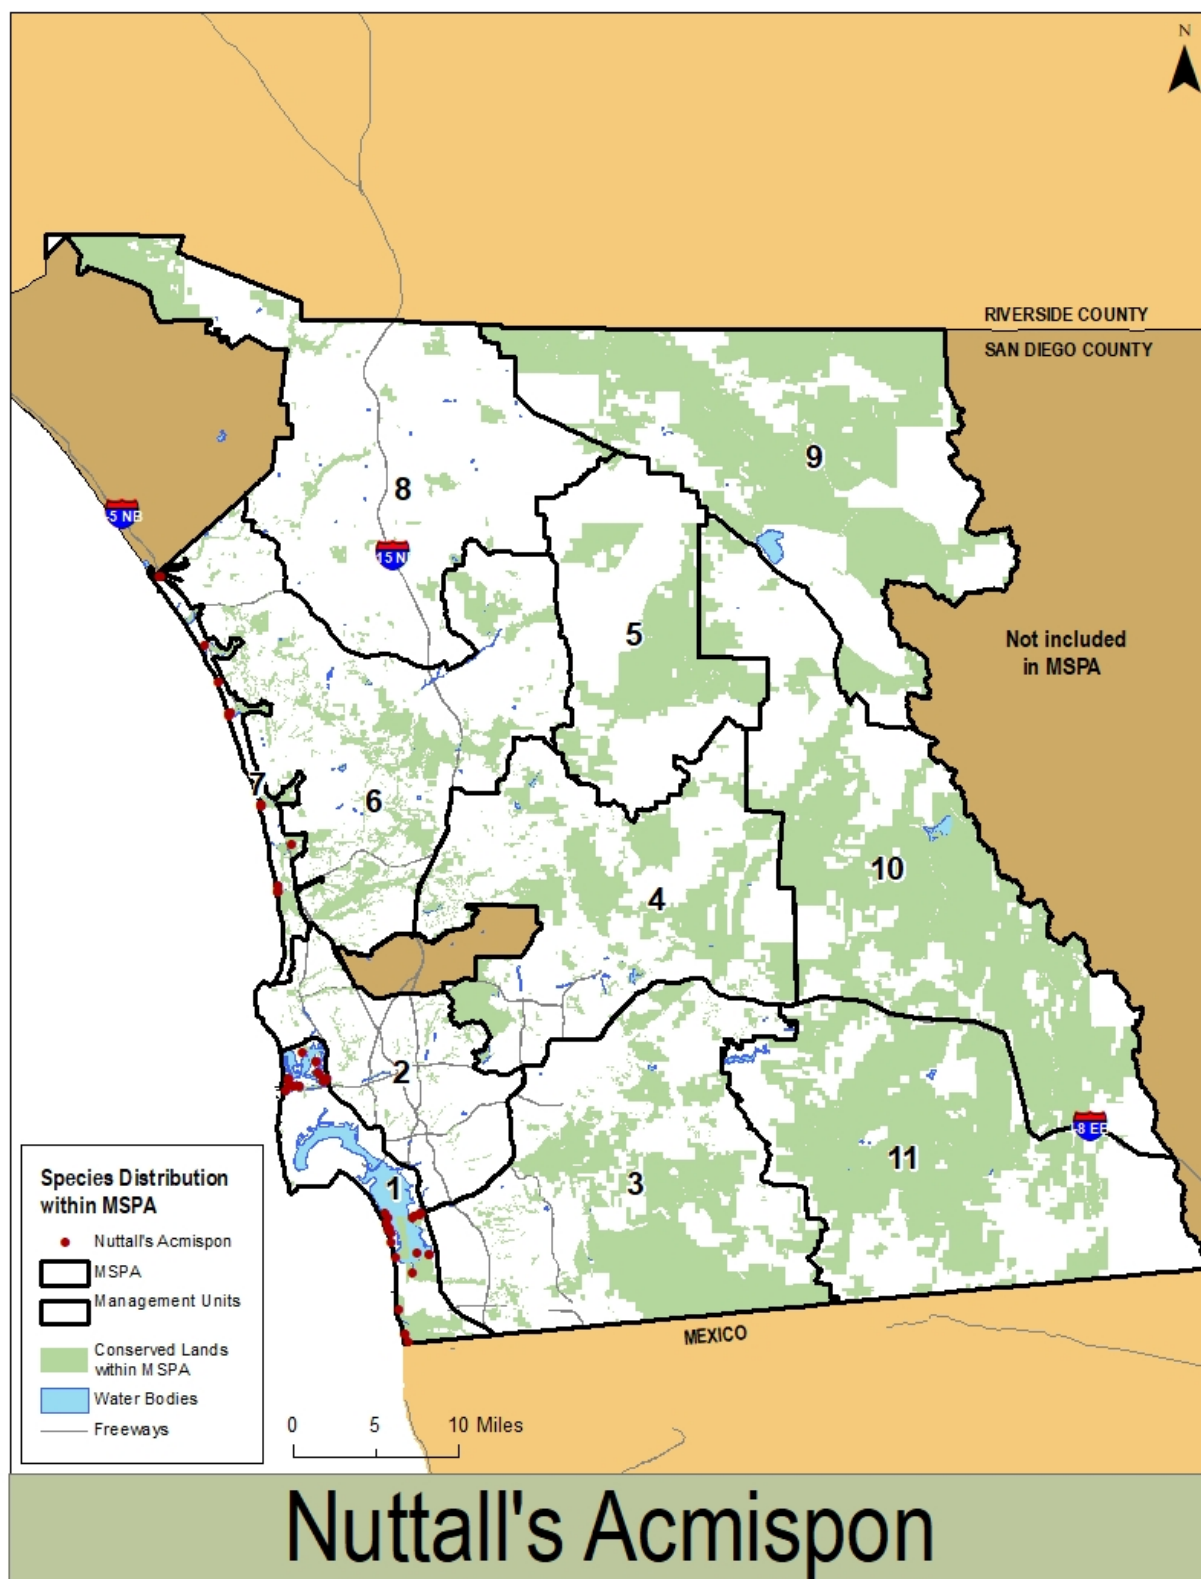 N
RIVERSIDE COUNTY
SAN DIEGO COUNTY
9
8
-5 NB
15 N
5
Not included
in MSPA
7
6
10
4
2
8 EB
11
1
3
Species Distribution
within MSPA
Nuttall's Acmispon
MSPA
Management Units
Conserved Lands
within MSPA
Water Bodies
Freeways
MEXICO
0 5 10 Miles
Nuttall's Acmispon